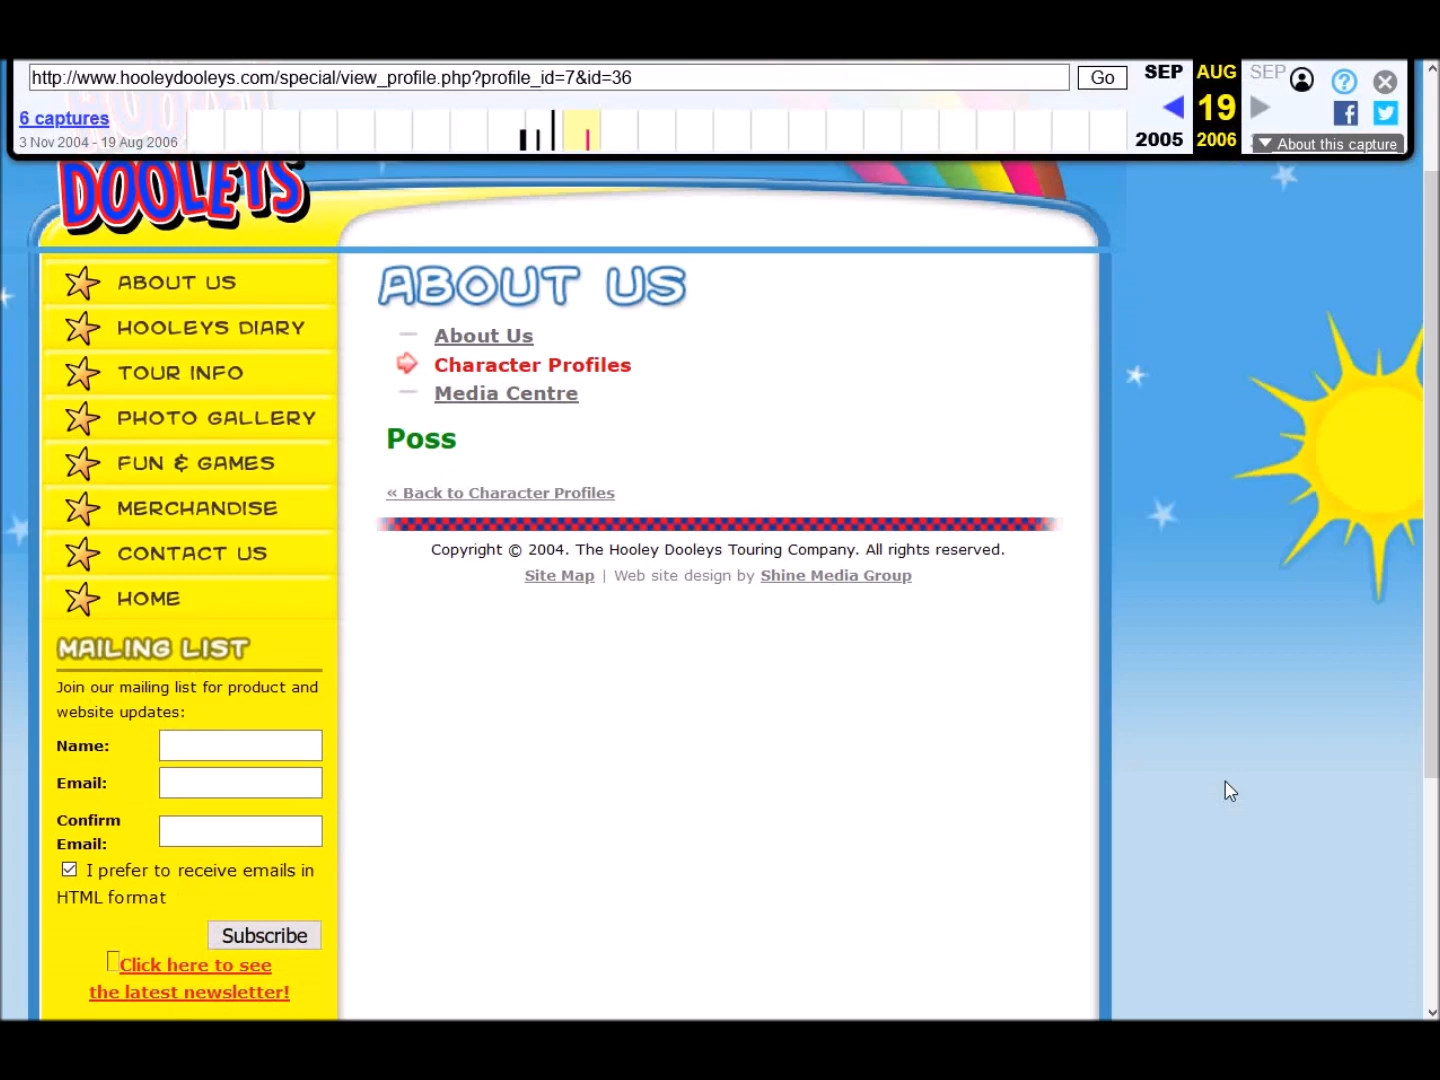 http://www.hooleydooleys.com/special/view_profile.php?profile_id=7&id=36
Go
SEP
AUG
SEP
6 captures
19
3 Nov 2004 - 19 Aug 2006
2005
2006
▼ About this capture
DOOLEYS
ABOUT US
HOOLEYS DIARY
TOUR INFO
PHOTO GALLERY
FUN & GAMES
MERCHANDISE
CONTACT US
HOME
MAILING LIST
Join our mailing list for product and
website updates:
Name:
Email:
Confirm
Email:
I prefer to receive emails in
HTML format
Subscribe
Click here to see
the latest newsletter!
ABOUT US
About Us
Character Profiles
Media Centre
Poss
« Back to Character Profiles
Copyright © 2004. The Hooley Dooleys Touring Company. All rights reserved.
Site Map | Web site design by Shine Media Group